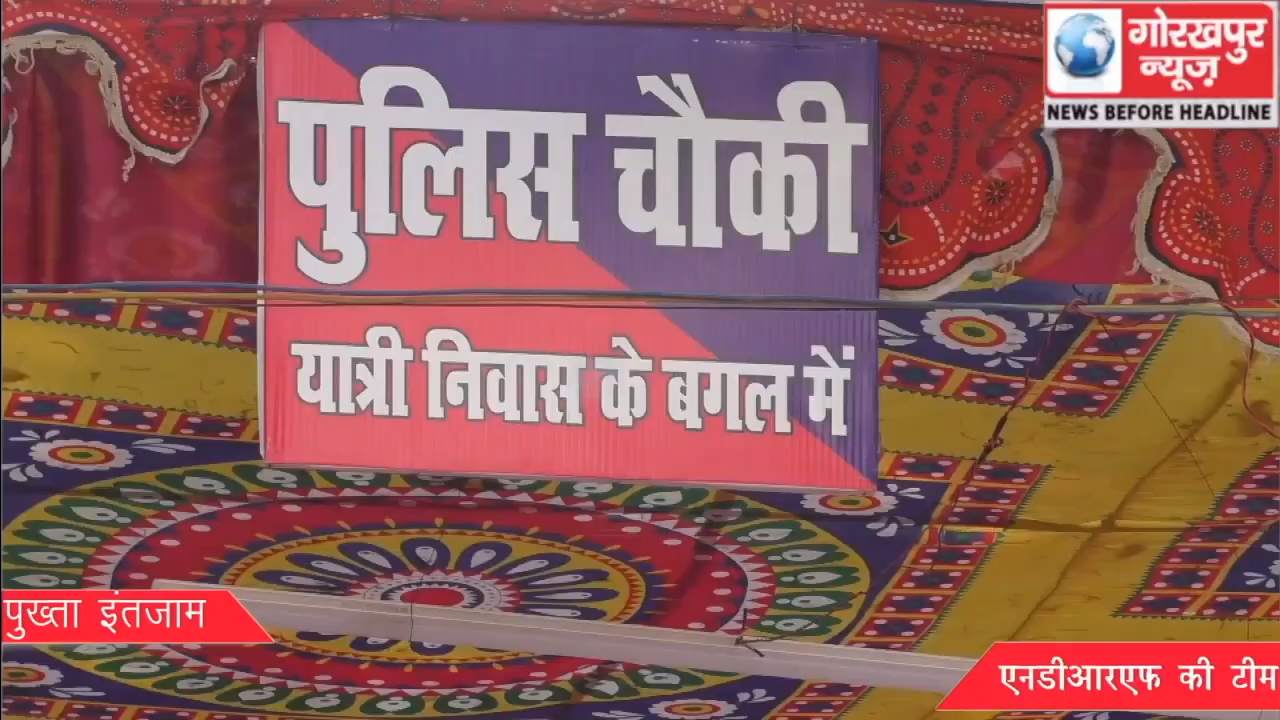 गोरखपुर
न्यूज़
NEWS BEFORE HEADLINE
पुलिस चौकी
यात्री निवास के बगल में
पुख्ता इंतजाम
एनडीआरएफ की टीम